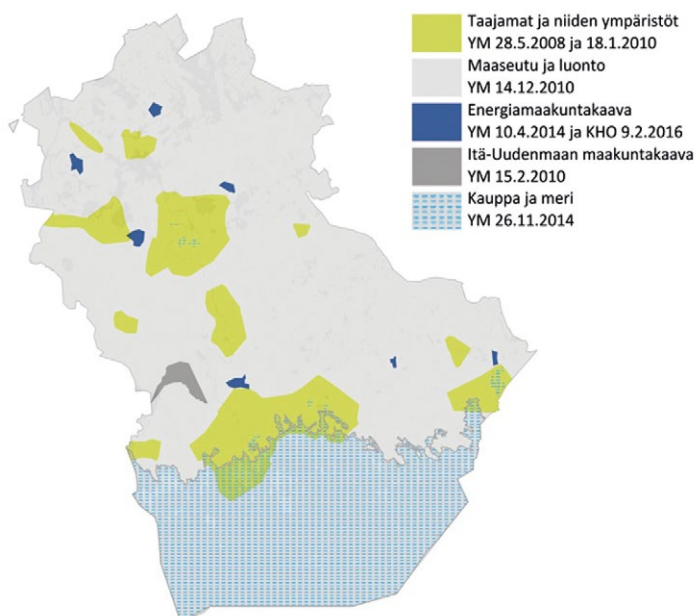 Taajamat ja niiden ympäristöt
YM 28.5.2008 ja 18.1.2010
Maaseutu ja luonto
YM 14.12.2010
Energiamaakuntakaava
YM 10.4.2014 ja KHO 9.2.2016
Itä-Uudenmaan maakuntakaava
YM 15.2.2010
Kauppa ja meri
YM 26.11.2014